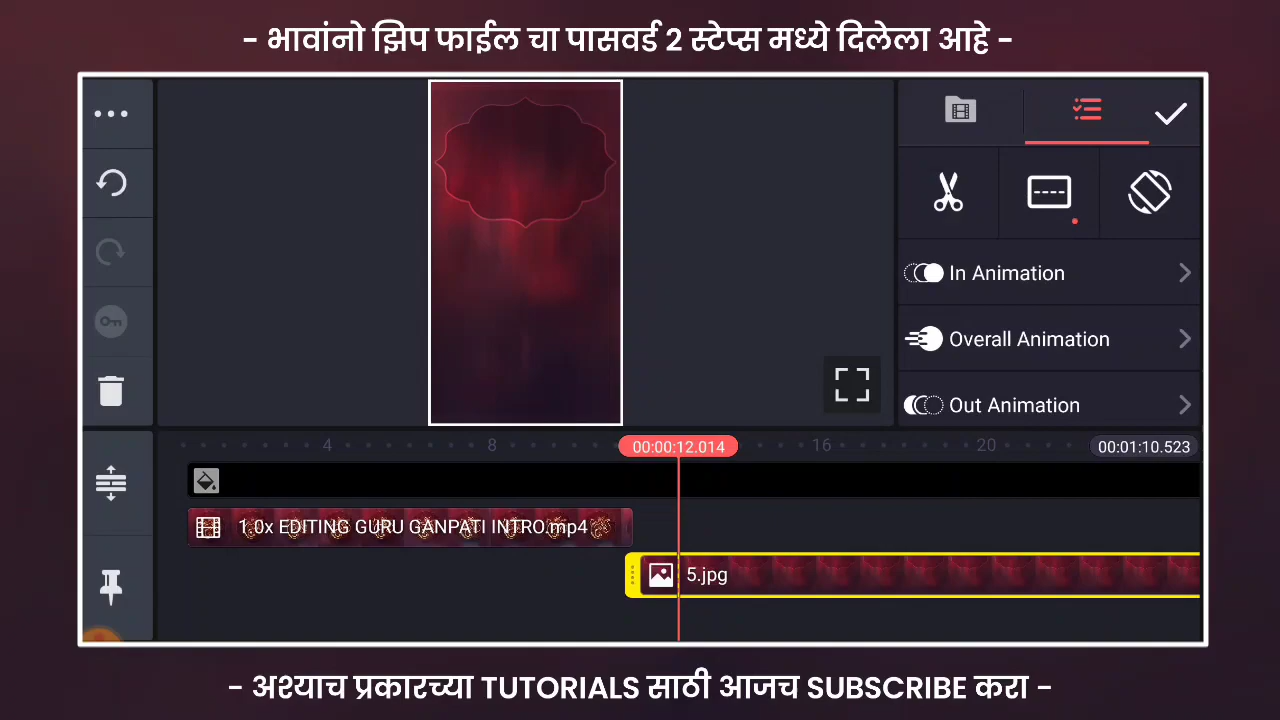 - भावांनो झिप फाईल चा पासवर्ड 2 स्टेप्स मध्ये दिलेला आहे -
In Animation
Overall Animation
Out Animation
4
8
00:00:12.014
16
20
00:01:10.523
1.0x EDITING GURU GANPATI INTRO.mp4
5.jpg
- अश्याच प्रकारच्या TUTORIALS साठी आजच SUBSCRIBE करा -